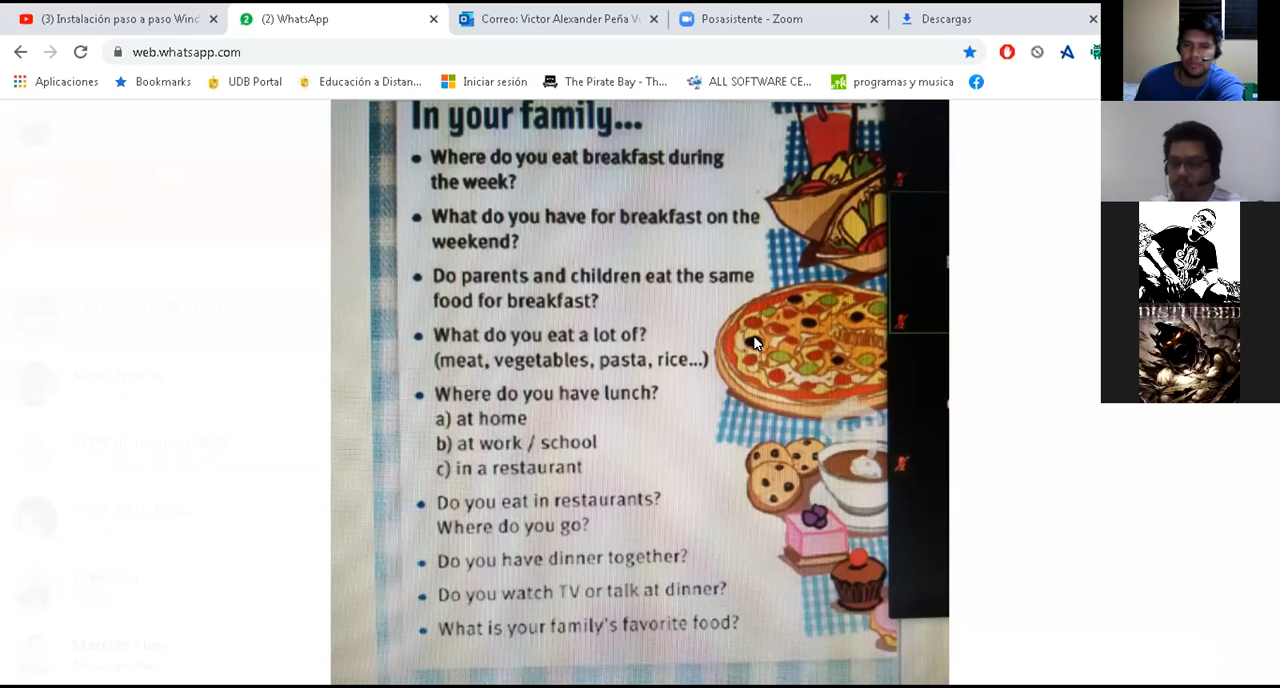 (3) Instalación paso a paso Wind
(2) WhatsApp
Correo: Victor Alexander Peña V
Posasistente - Zoom
Descargas
web.whatsapp.com
Aplicaciones
Bookmarks
UDB Portal
Educación a Distan...
Iniciar sesión
The Pirate Bay - Th...
ALL SOFTWARE CE...
programas y musica
In your family...
• Where do you eat breakfast during
the week?
• What do you have for breakfast on the
weekend?
• Do parents and children eat the same
food for breakfast?
• What do you eat a lot of?
(meat, vegetables, pasta, rice...)
• Where do you have lunch?
a) at home
b) at work / school
c) in a restaurant
• Do you eat in restaurants?
Where do you go?
• Do you have dinner together?
• Do you watch TV or talk at dinner?
• What is your family's favorite food?
DISTURBED